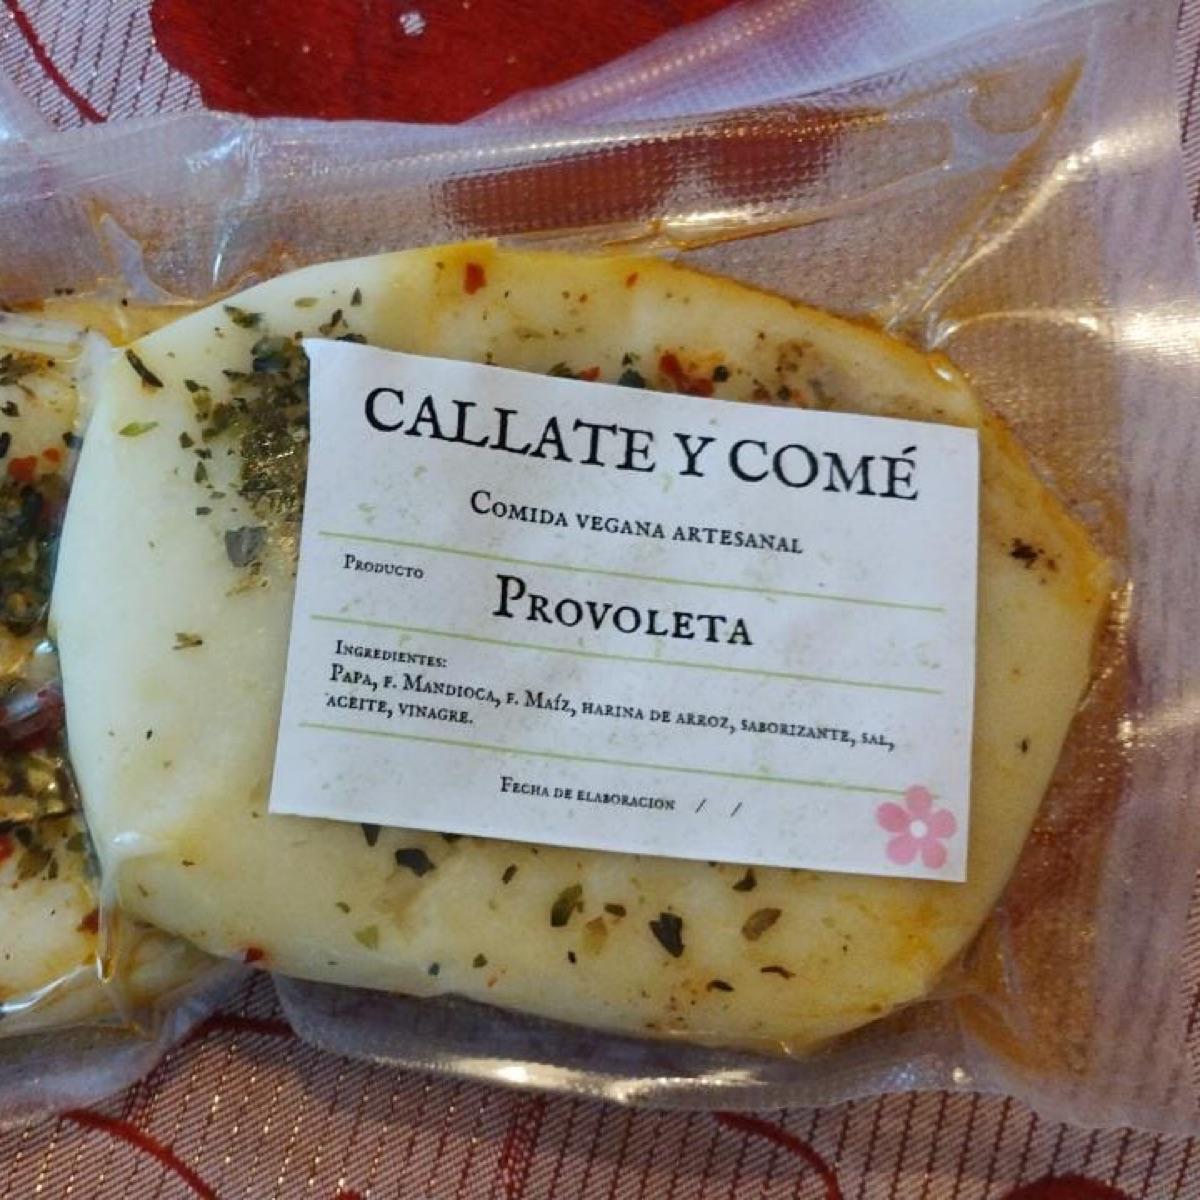 CALLATE Y COMÉ
COMIDA VEGANA ARTESANAL
PRODUCTO PROVOLETA
INGREDIENTES:
PAPA, F. MANDIOCA, F. MAÍZ, HARINA DE ARROZ, SABORIZANTE, SAL,
ACEITE, VINAGRE.
FECHA DE ELABORACION / /